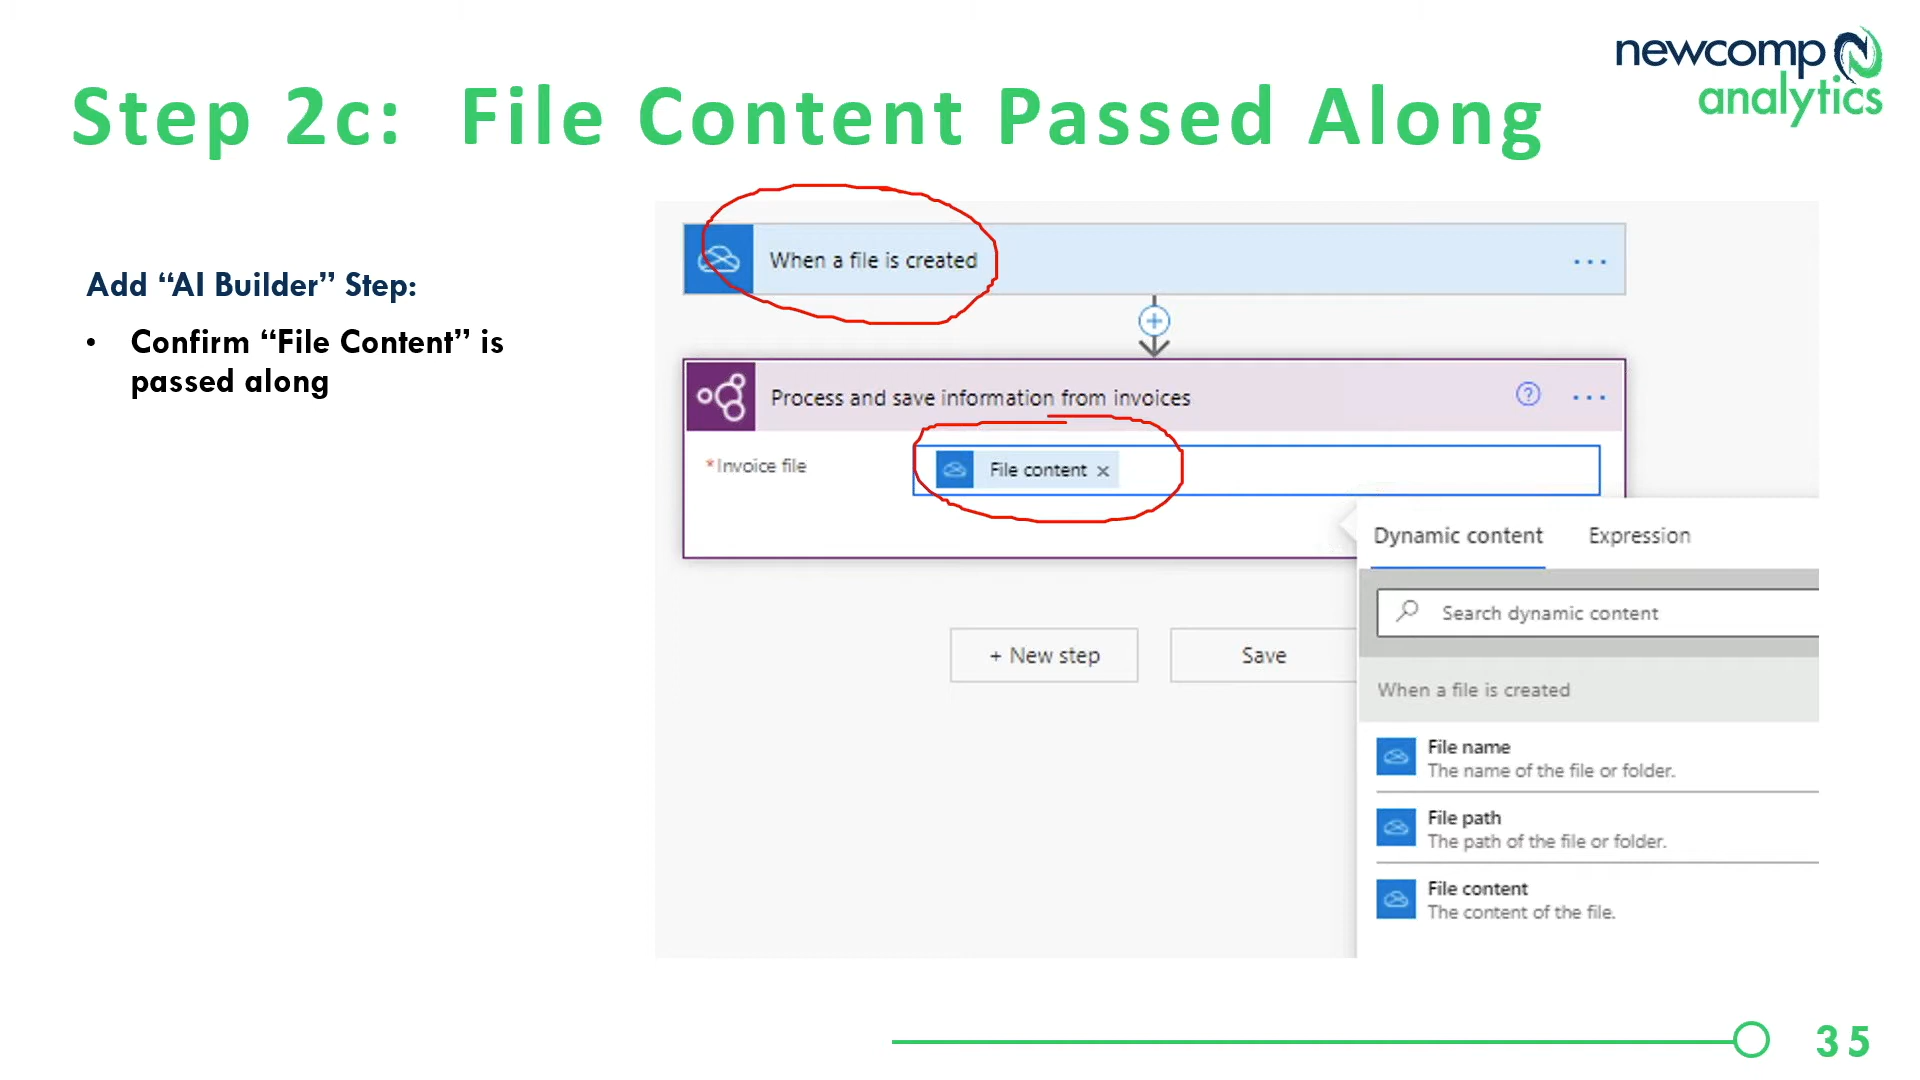 newcomp
analytics
Step 2c: File Content Passed Along
Add “AI Builder” Step:
• Confirm “File Content” is
passed along
When a file is created
Process and save information from invoices
*Invoice file
File content ×
Dynamic content Expression
Search dynamic content
+ New step Save
When a file is created
File name
The name of the file or folder.
File path
The path of the file or folder.
File content
The content of the file.
35